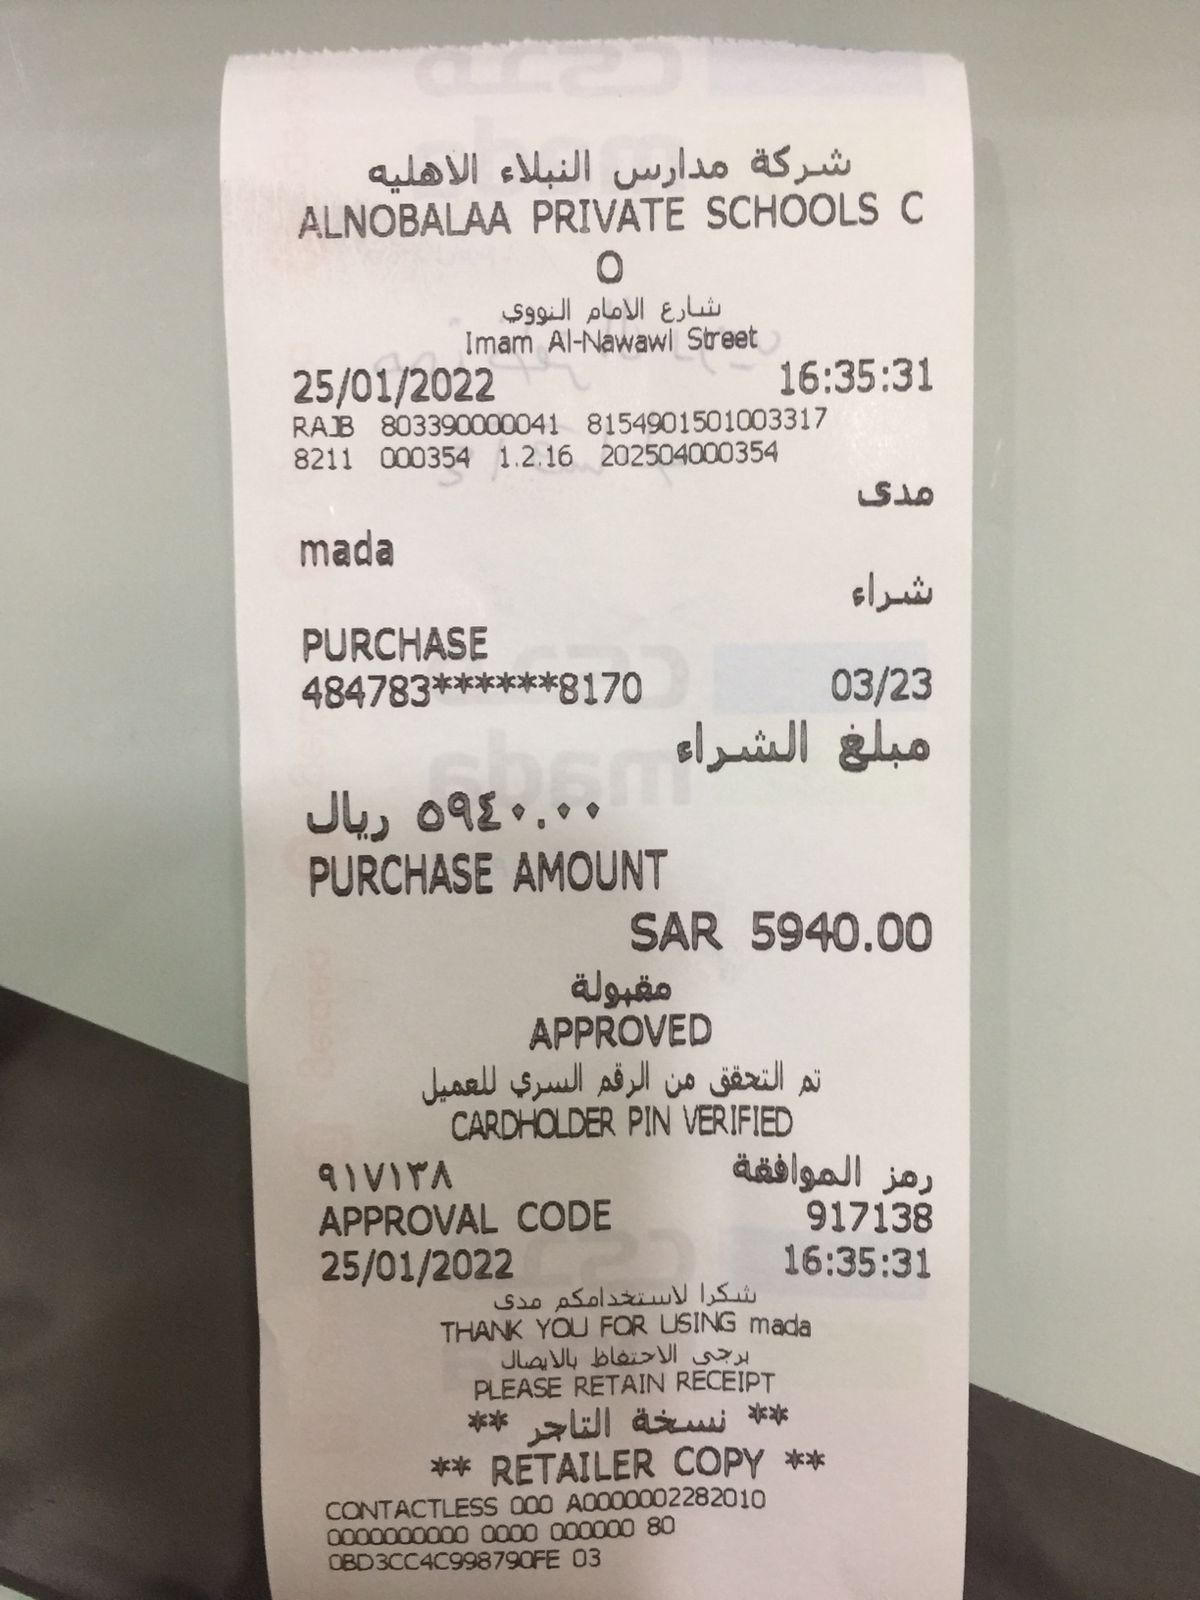 شركة مدارس النبلاء الاهليه
ALNOBALAA PRIVATE SCHOOLS C
O
شارع الامام النووي
Imam Al-Nawawl Street
25/01/2022 16:35:31
RAJB 803390000041 8154901501003317
8211 000354 1.2.16 202504000354
مدى
mada
شراء
PURCHASE
484783******8170 03/23
مبلغ الشراء
٥٩٤٠.٠٠ ريال
PURCHASE AMOUNT
SAR 5940.00
مقبولة
APPROVED
تم التحقق من الرقم السري للعميل
CARDHOLDER PIN VERIFIED
رمز الموافقة ٩١٧١٣٨
APPROVAL CODE 917138
25/01/2022 16:35:31
شكرا لاستخدامكم مدى
THANK YOU FOR USING mada
يرجى الاحتفاظ بالايصال
PLEASE RETAIN RECEIPT
** نسخة التاجر **
** RETAILER COPY **
CONTACTLESS 000 A0000002282010
0000000000 0000 000000 80
0BD3CC4C998790FE 03